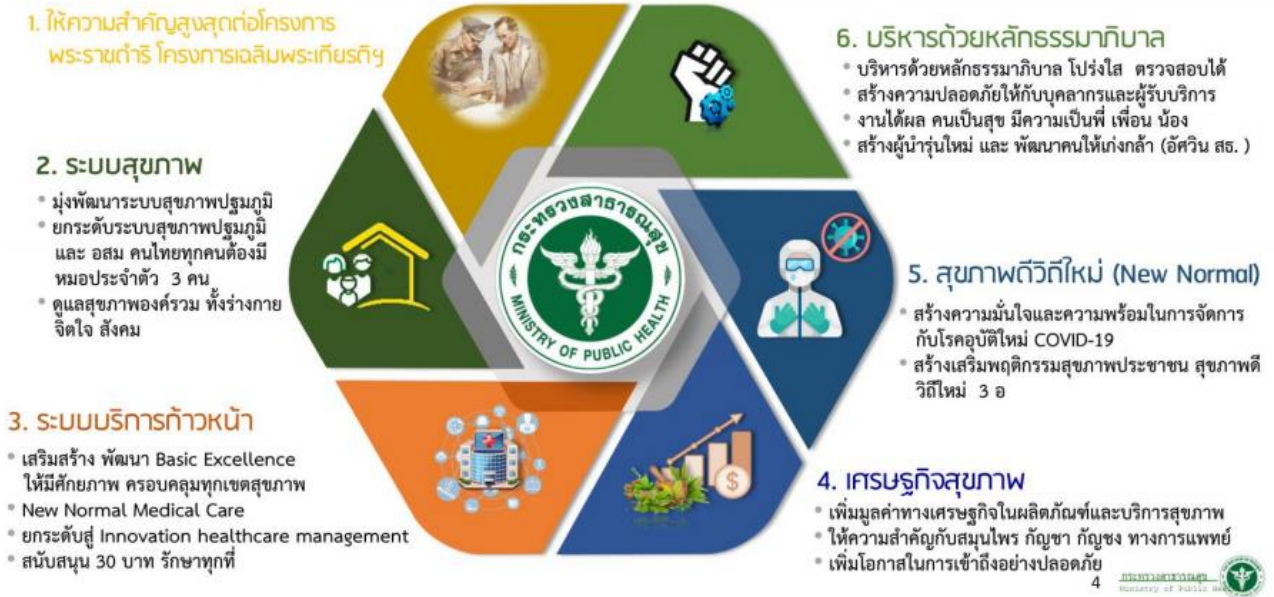 1. ให้ความสำคัญสูงสุดต่อโครงการ
พระราชดำริ โครงการเฉลิมพระเกียรติฯ
2. ระบบสุขภาพ
• มุ่งพัฒนาระบบสุขภาพปฐมภูมิ
• ยกระดับระบบสุขภาพปฐมภูมิ
และ อสม คนไทยทุกคนต้องมี
หมอประจำตัว 3 คน
• ดูแลสุขภาพองค์รวม ทั้งร่างกาย
จิตใจ สังคม
3. ระบบบริการก้าวหน้า
• เสริมสร้าง พัฒนา Basic Excellence
ให้มีศักยภาพ ครอบคลุมทุกเขตสุขภาพ
• New Normal Medical Care
• ยกระดับสู่ Innovation healthcare management
• สนับสนุน 30 บาท รักษาทุกที่
กระทรวงสาธารณสุข
MINISTRY OF PUBLIC HEALTH
6. บริหารด้วยหลักธรรมาภิบาล
• บริหารด้วยหลักธรรมาภิบาล โปร่งใส ตรวจสอบได้
• สร้างความปลอดภัยให้กับบุคลากรและผู้รับบริการ
• งานได้ผล คนเป็นสุข มีความเป็นพี่ เพื่อน น้อง
• สร้างผู้นำรุ่นใหม่ และ พัฒนาคนให้เก่งกล้า (อัศวิน สธ. )
5. สุขภาพดีวิถีใหม่ (New Normal)
• สร้างความมั่นใจและความพร้อมในการจัดการ
กับโรคอุบัติใหม่ COVID-19
• สร้างเสริมพฤติกรรมสุขภาพประชาชน สุขภาพดี
วิถีใหม่ 3 อ
4. เศรษฐกิจสุขภาพ
• เพิ่มมูลค่าทางเศรษฐกิจในผลิตภัณฑ์และบริการสุขภาพ
• ให้ความสำคัญกับสมุนไพร กัญชา กัญชง ทางการแพทย์
• เพิ่มโอกาสในการเข้าถึงอย่างปลอดภัย
4
กระทรวงสาธารณสุข
Ministry of Public